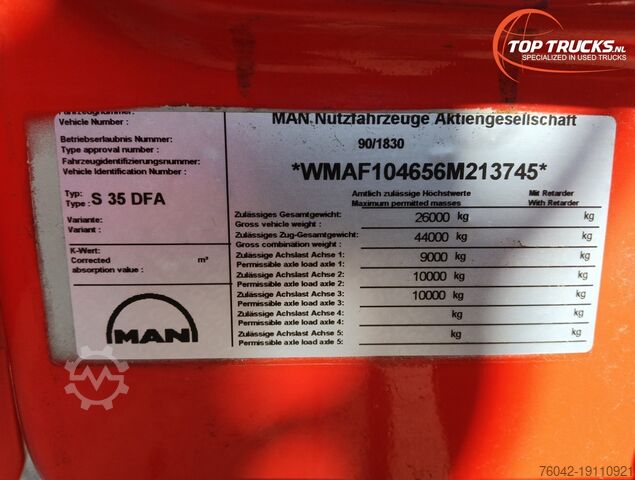 TOP TRUCKS.NL
SPECIALIZED IN USED TRUCKS
MAN Nutzfahrzeuge Aktiengesellschaft
Fahrzeugnummer:
Vehicle Number :
Betriebserlaubnis Nummer:
Type approval number :
90/1830
Fahrzeugidentifizierungsnummer:
Vehicle Identification Number :
*WMAF104656M213745*
Typ:
Type :
S 35 DFA
Variante:
Variant :
K-Wert:
Corrected
absorption value :
m³
MAN
Amtlich zulässige Höchstwerte
Maximum permitted masses
Mit Retarder
With Retarder
Zulässiges Gesamtgewicht:
Gross vehicle weight :
26000 kg
kg
Zulässiges Zug-Gesamtgewicht:
Gross combination weight :
44000 kg
kg
Zulässige Achslast Achse 1:
Permissible axle load axle 1:
9000 kg
kg
Zulässige Achslast Achse 2:
Permissible axle load axle 2:
10000 kg
kg
Zulässige Achslast Achse 3:
Permissible axle load axle 3:
10000 kg
kg
Zulässige Achslast Achse 4:
Permissible axle load axle 4:
kg
kg
Zulässige Achslast Achse 5:
Permissible axle load axle 5:
kg
kg
76042-19110921